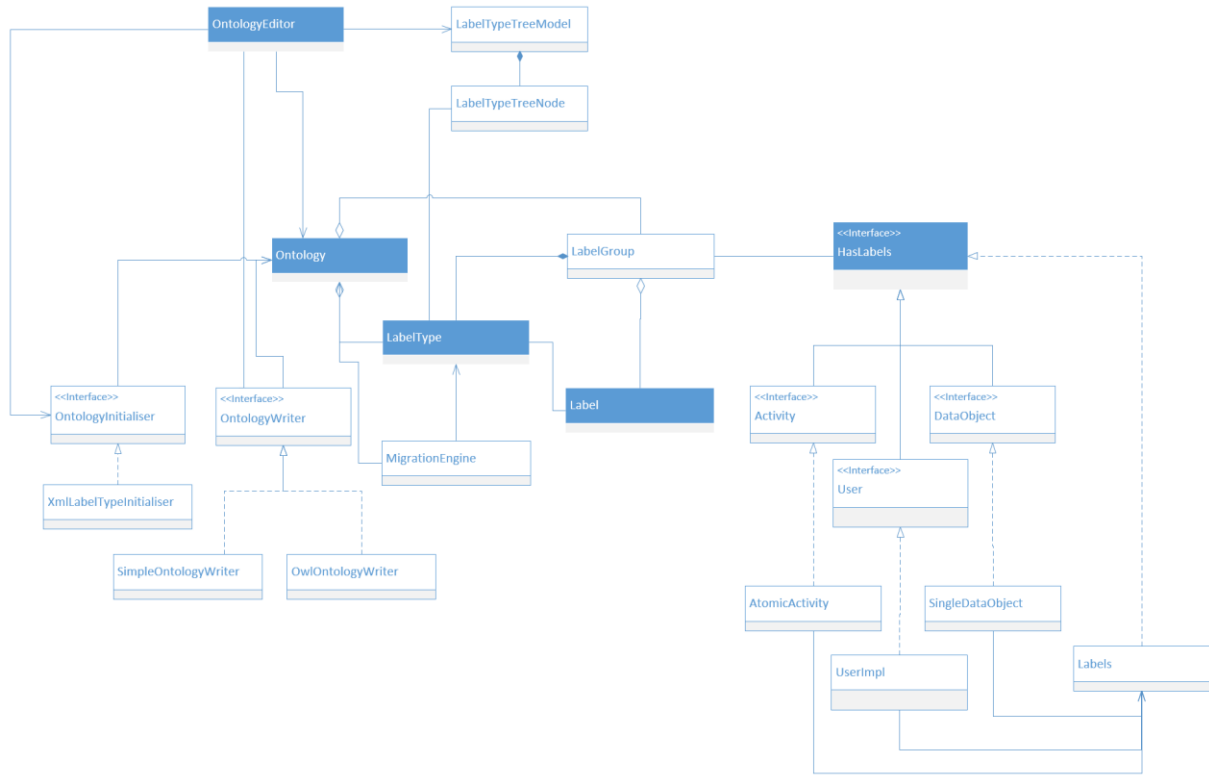 OntologyEditor
LabelTypeTreeModel
LabelTypeTreeNode
Ontology
LabelGroup
<<Interface>>
HasLabels
LabelType
Label
<<Interface>>
OntologyInitialiser
<<Interface>>
OntologyWriter
<<Interface>>
Activity
<<Interface>>
DataObject
MigrationEngine
<<Interface>>
User
XmlLabelTypeInitialiser
SimpleOntologyWriter
OwlOntologyWriter
AtomicActivity
SingleDataObject
UserImpl
Labels